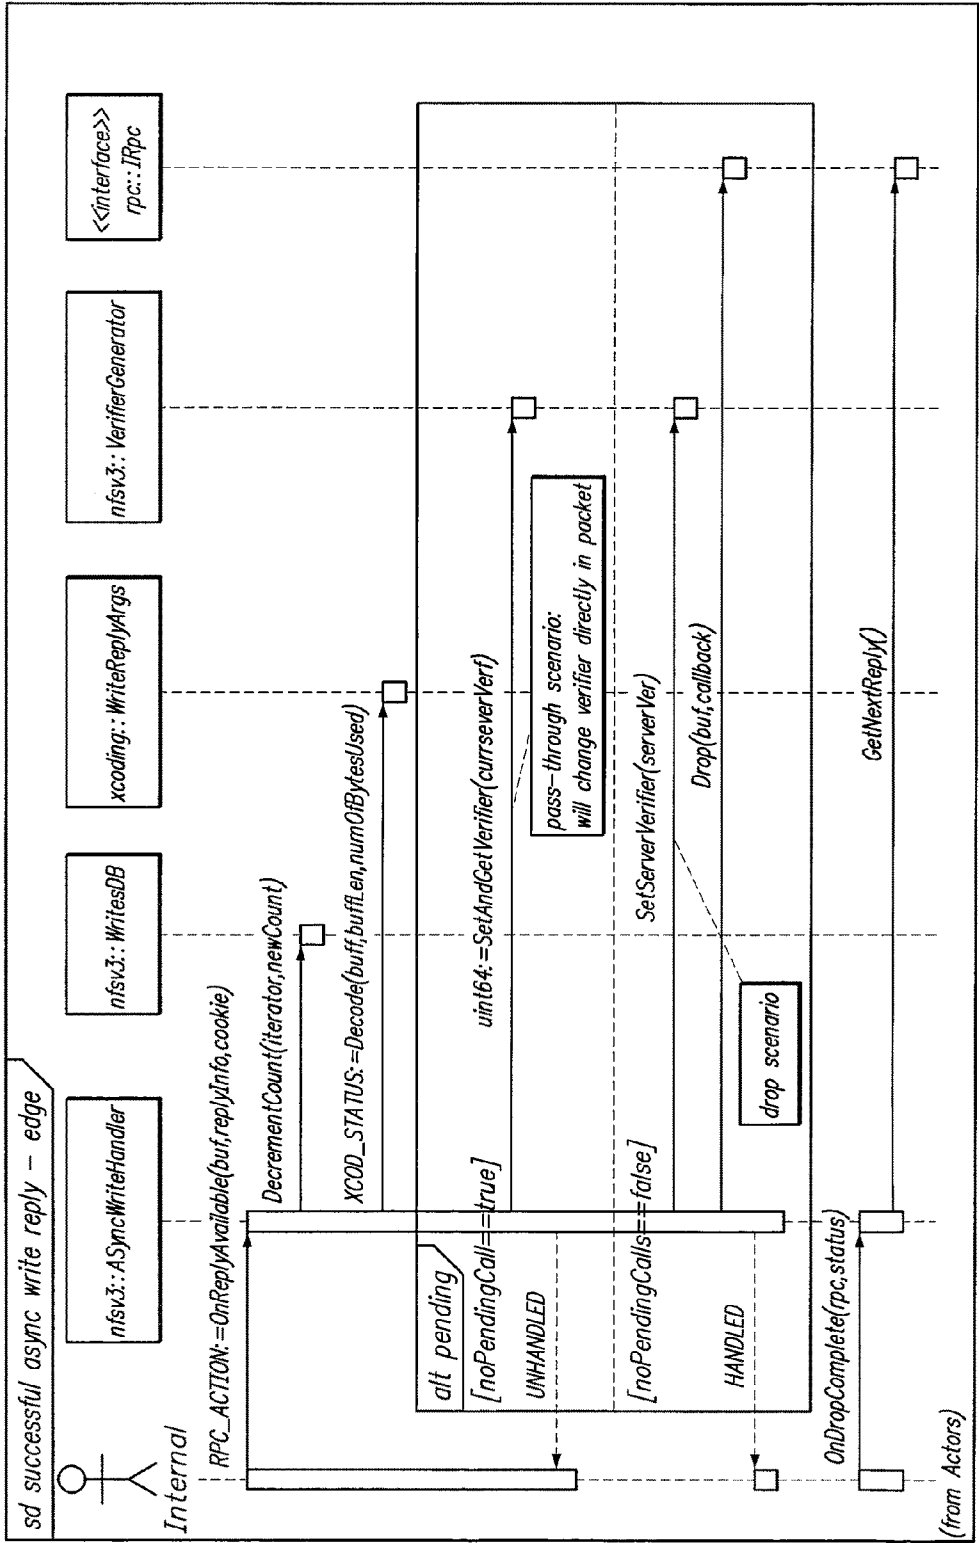 sd successful async write reply – edge
Internal
nfsv3::ASyncWriteHandler
nfsv3::WritesDB
xcoding::WriteReplyArgs
nfsv3::VerifierGenerator
<<interface>>
rpc::IRpc
RPC_ACTION:=OnReplyAvailable(buf,replyInfo,cookie)
DecrementCount(iterator,newCount)
XCOD_STATUS:=Decode(buff,buffLen,numOfBytesUsed)
alt pending
[noPendingCall==true]
uint64:=SetAndGetVerifier(currseverVerf)
pass–through scenario:
will change verifier directly in packet
UNHANDLED
[noPendingCalls==false]
SetServerVerifier(serverVer)
Drop(buf,callback)
drop scenario
HANDLED
OnDropComplete(rpc,status)
GetNextReply()
(from Actors)